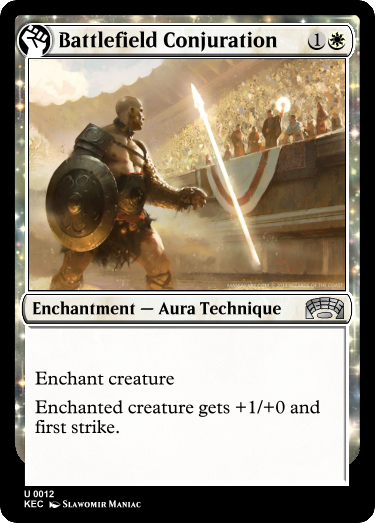 Battlefield Conjuration 1
Enchantment — Aura Technique
Enchant creature
Enchanted creature gets +1/+0 and
first strike.
U 0012
KEC Slawomir Maniac